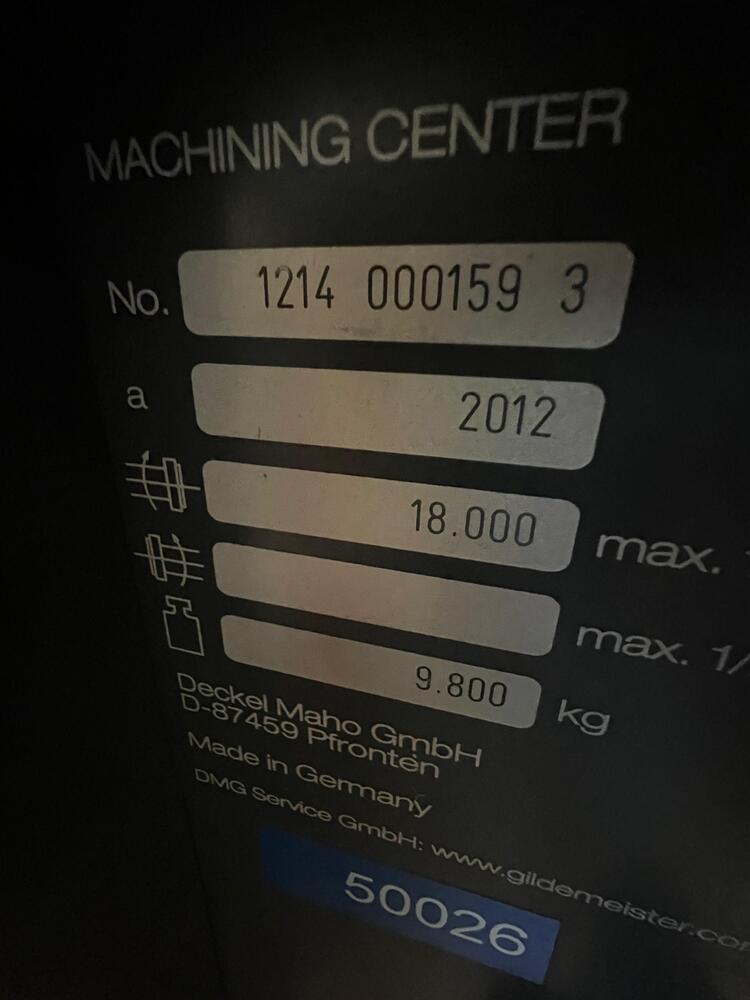 MACHINING CENTER
No. 1214 000159 3
a 2012
18.000 max.
max. 1/
9.800 kg
Deckel Maho GmbH
D-87459 Pfronten
Made in Germany
DMG Service GmbH: www.gildemeister.co
50026